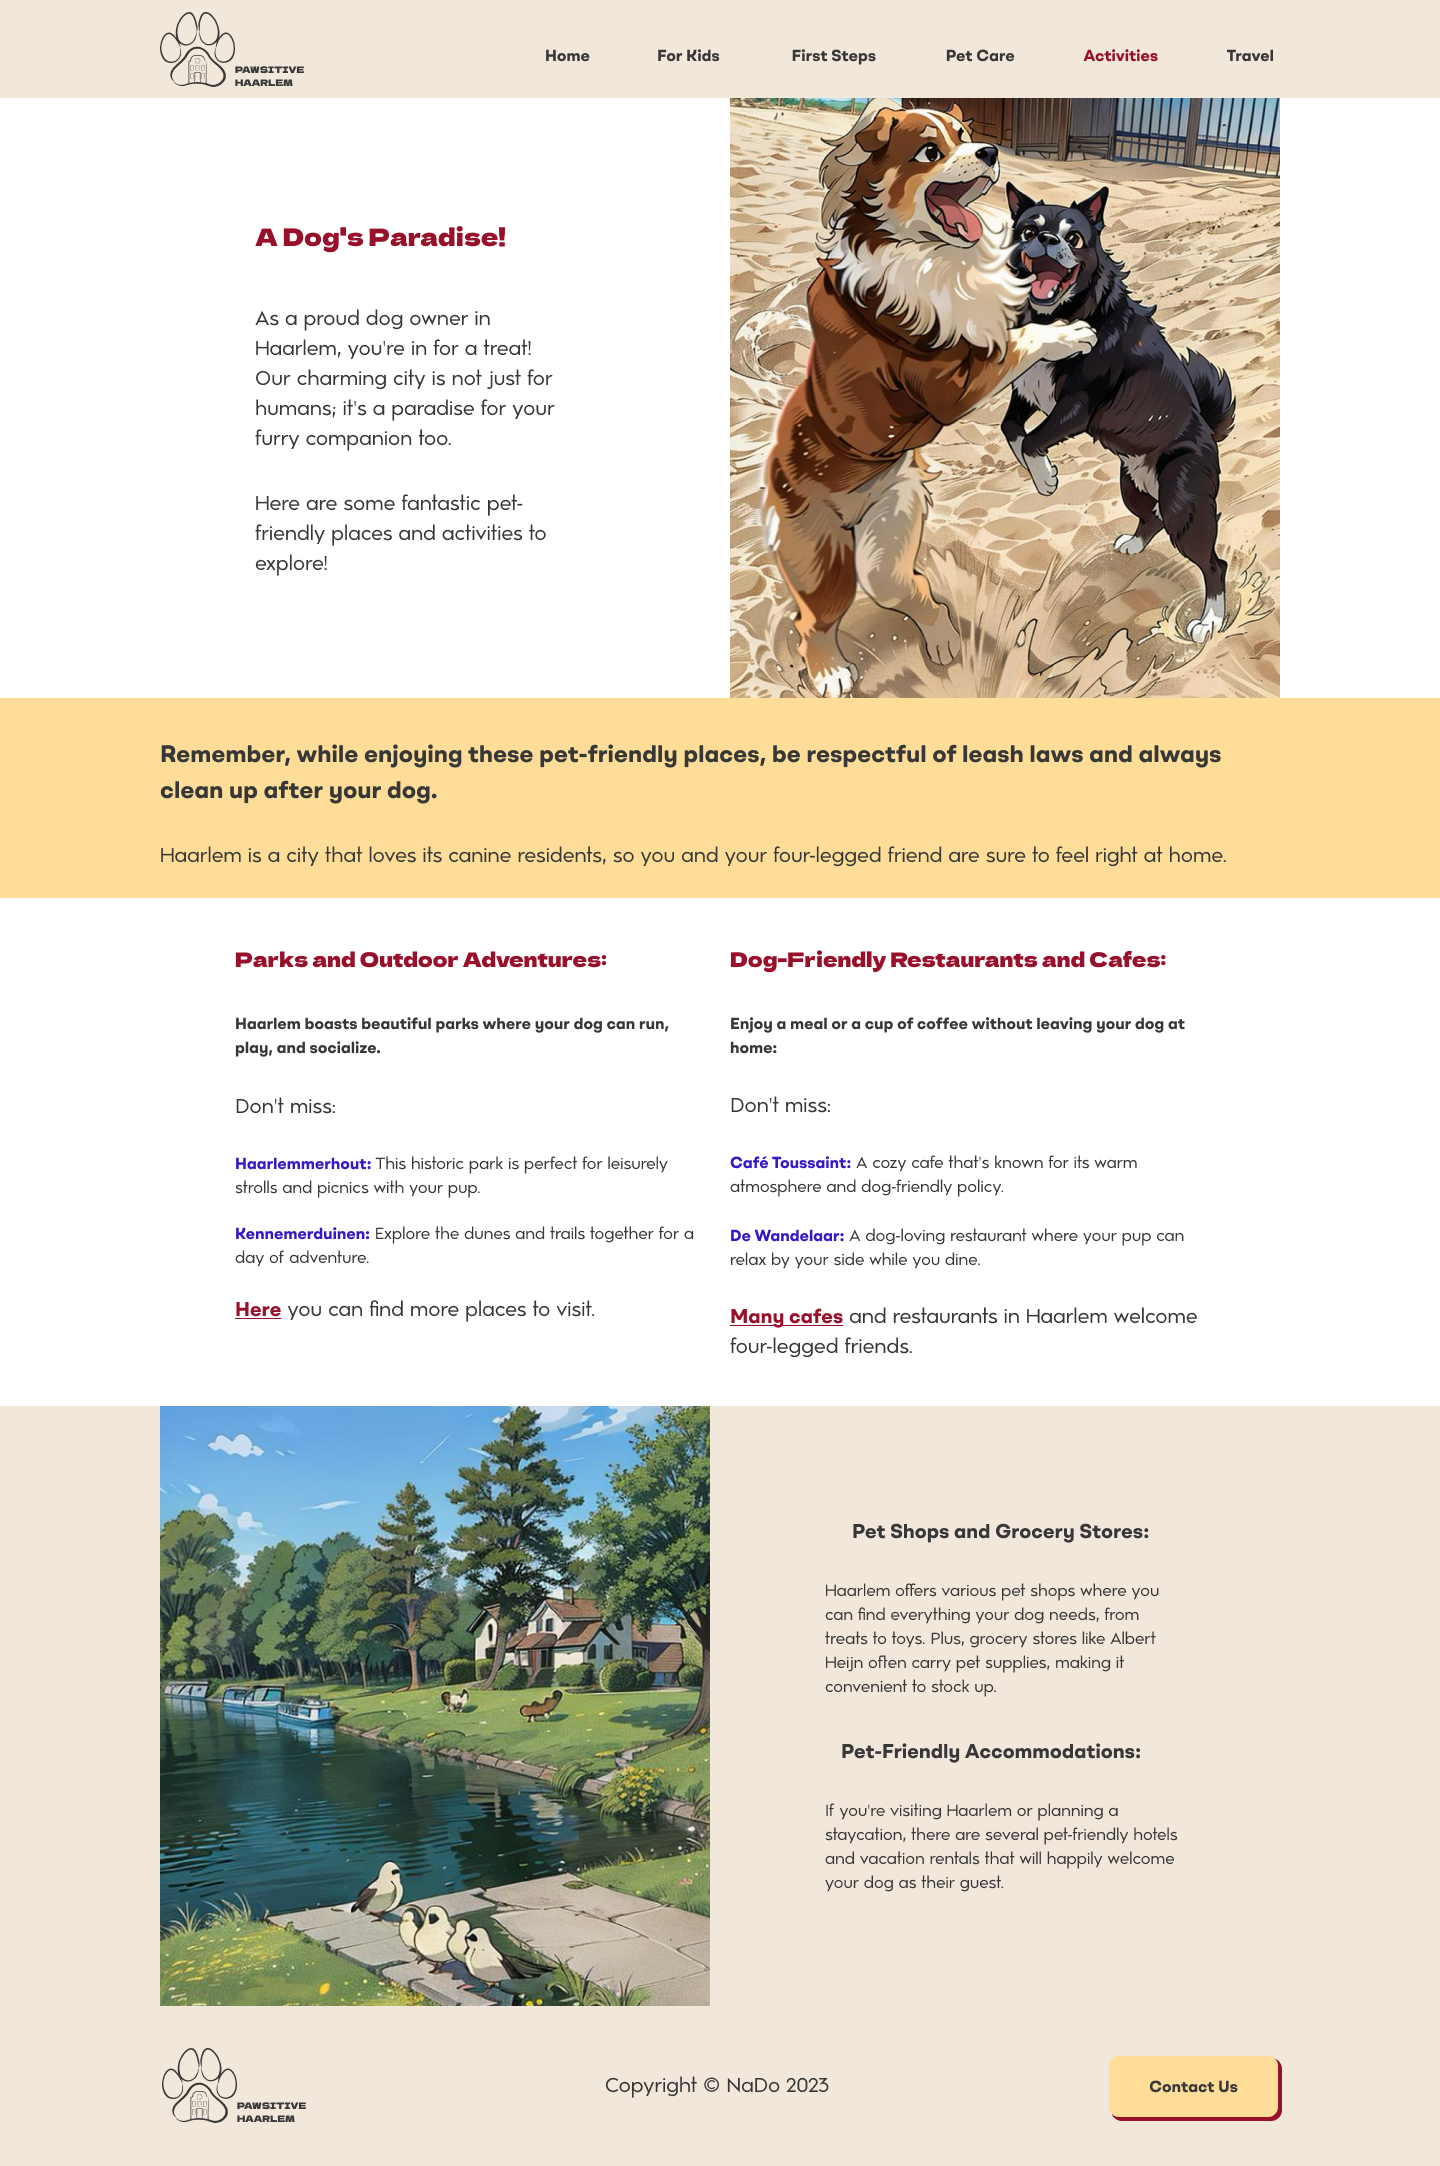 PAWSITIVE
HAARLEM
Home For Kids First Steps Pet Care Activities Travel
A Dog's Paradise!
As a proud dog owner in
Haarlem, you're in for a treat!
Our charming city is not just for
humans; it's a paradise for your
furry companion too.
Here are some fantastic pet-
friendly places and activities to
explore!
Remember, while enjoying these pet-friendly places, be respectful of leash laws and always
clean up after your dog.
Haarlem is a city that loves its canine residents, so you and your four-legged friend are sure to feel right at home.
Parks and Outdoor Adventures:
Haarlem boasts beautiful parks where your dog can run,
play, and socialize.
Don't miss:
Haarlemmerhout: This historic park is perfect for leisurely
strolls and picnics with your pup.
Kennemerduinen: Explore the dunes and trails together for a
day of adventure.
Here you can find more places to visit.
Dog-Friendly Restaurants and Cafes:
Enjoy a meal or a cup of coffee without leaving your dog at
home:
Don't miss:
Café Toussaint: A cozy cafe that's known for its warm
atmosphere and dog-friendly policy.
De Wandelaar: A dog-loving restaurant where your pup can
relax by your side while you dine.
Many cafes and restaurants in Haarlem welcome
four-legged friends.
Pet Shops and Grocery Stores:
Haarlem offers various pet shops where you
can find everything your dog needs, from
treats to toys. Plus, grocery stores like Albert
Heijn often carry pet supplies, making it
convenient to stock up.
Pet-Friendly Accommodations:
If you're visiting Haarlem or planning a
staycation, there are several pet-friendly hotels
and vacation rentals that will happily welcome
your dog as their guest.
PAWSITIVE
HAARLEM
Copyright © NaDo 2023
Contact Us